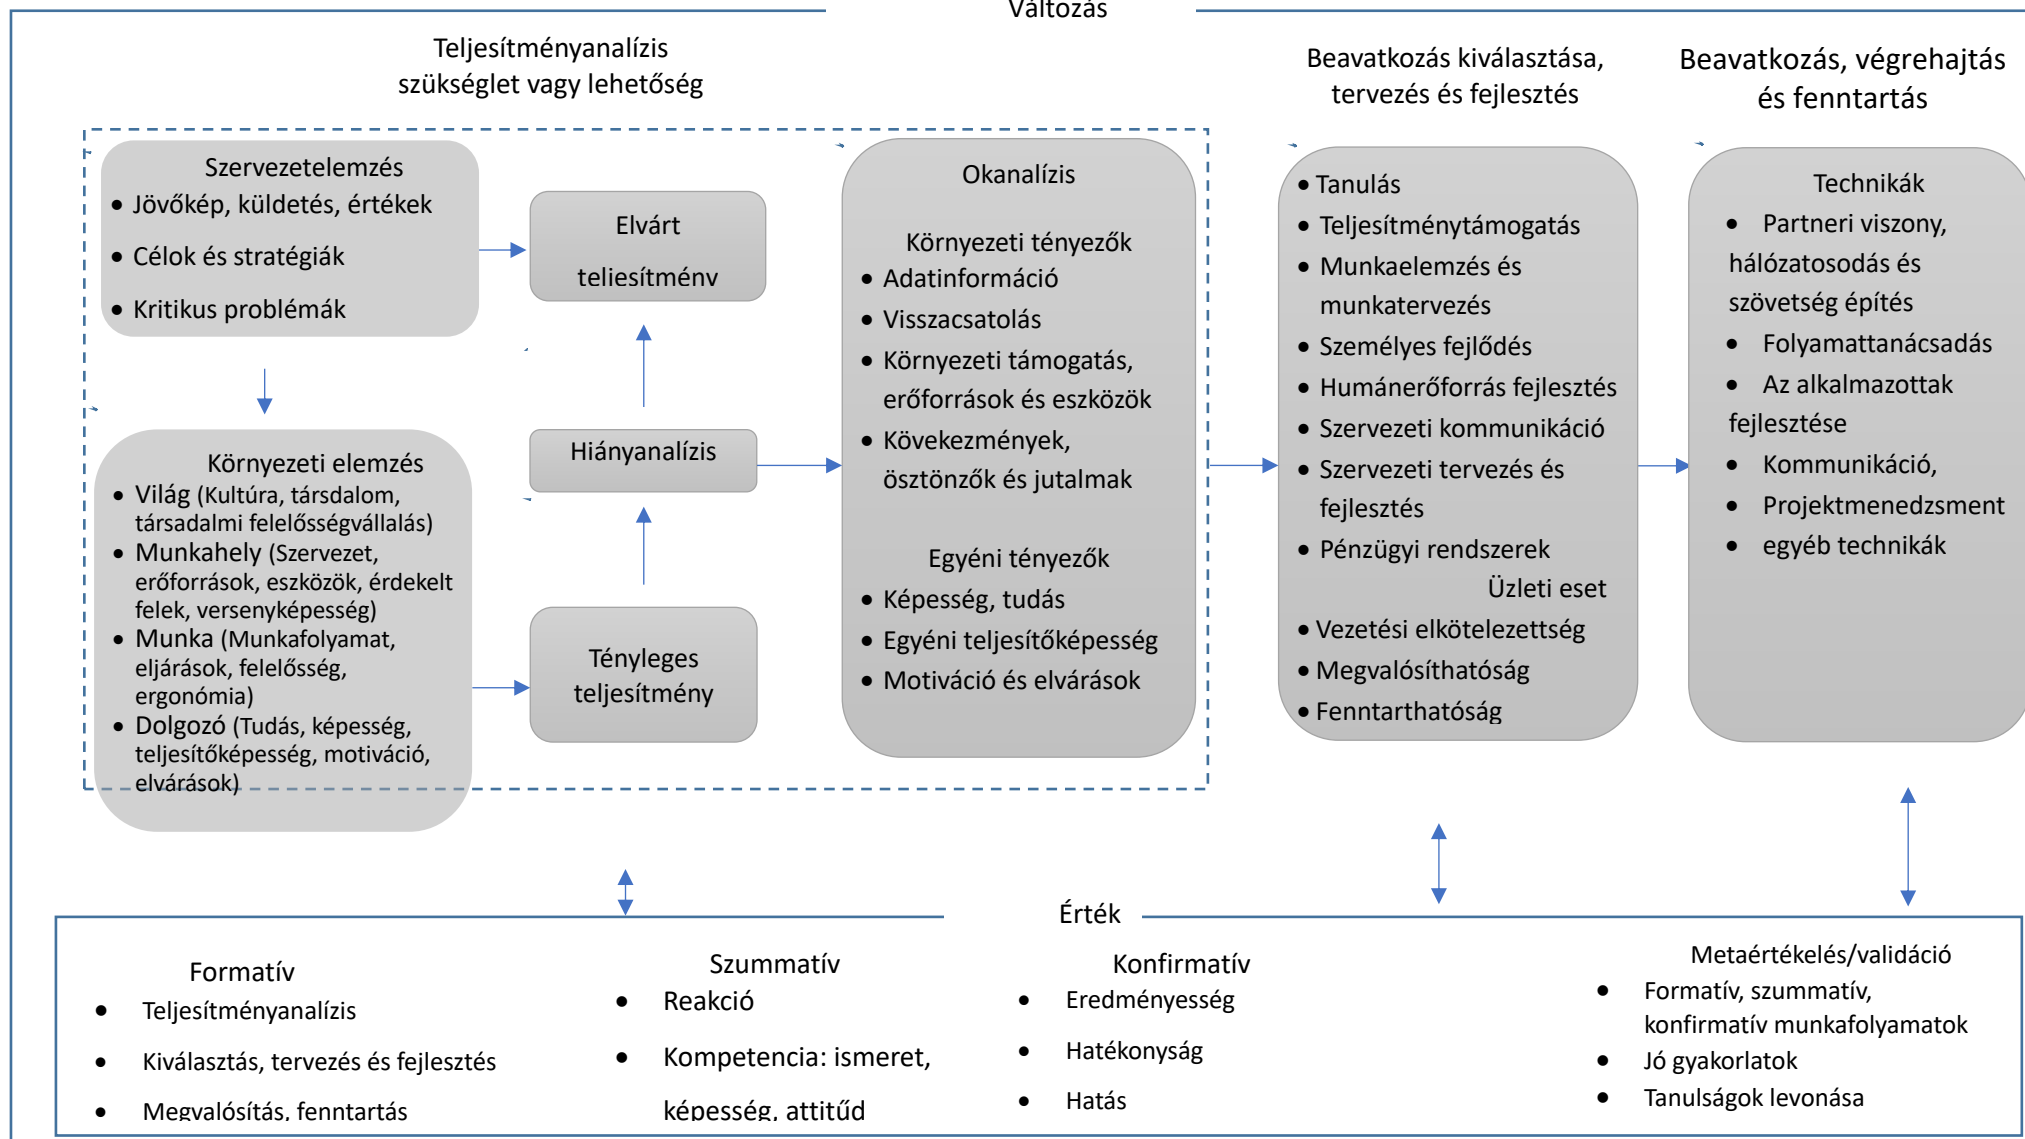 Változás
Teljesítményanalízis
szükséglet vagy lehetőség
Beavatkozás kiválasztása,
tervezés és fejlesztés
Beavatkozás, végrehajtás
és fenntartás
Szervezetelemzés
• Jövőkép, küldetés, értékek
• Célok és stratégiák
• Kritikus problémák
Környezeti elemzés
• Világ (Kultúra, társdalom,
társadalmi felelősségvállalás)
• Munkahely (Szervezet,
erőforrások, eszközök, érdekelt
felek, versenyképesség)
• Munka (Munkafolyamat,
eljárások, felelősség,
ergonómia)
• Dolgozó (Tudás, képesség,
teljesítőképesség, motiváció,
elvárások)
Elvárt
teljesítmény
Hiányanalízis
Tényleges
teljesítmény
Okanalízis
Környezeti tényezők
• Adatinformáció
• Visszacsatolás
• Környezeti támogatás,
erőforrások és eszközök
• Kövekezmények,
ösztönzők és jutalmak
Egyéni tényezők
• Képesség, tudás
• Egyéni teljesítőképesség
• Motiváció és elvárások
• Tanulás
• Teljesítménytámogatás
• Munkaelemzés és
munkatervezés
• Személyes fejlődés
• Humánerőforrás fejlesztés
• Szervezeti kommunikáció
• Szervezeti tervezés és
fejlesztés
• Pénzügyi rendszerek
Üzleti eset
• Vezetési elkötelezettség
• Megvalósíthatóság
• Fenntarthatóság
Technikák
• Partneri viszony,
hálózatosodás és
szövetség építés
• Folyamattanácsadás
• Az alkalmazottak
fejlesztése
• Kommunikáció,
• Projektmenedzsment
• egyéb technikák
Érték
Formatív
• Teljesítményanalízis
• Kiválasztás, tervezés és fejlesztés
• Megvalósítás, fenntartás
Szummatív
• Reakció
• Kompetencia: ismeret,
képesség, attitűd
Konfirmatív
• Eredményesség
• Hatékonyság
• Hatás
Metaértékelés/validáció
• Formatív, szummatív,
konfirmatív munkafolyamatok
• Jó gyakorlatok
• Tanulságok levonása